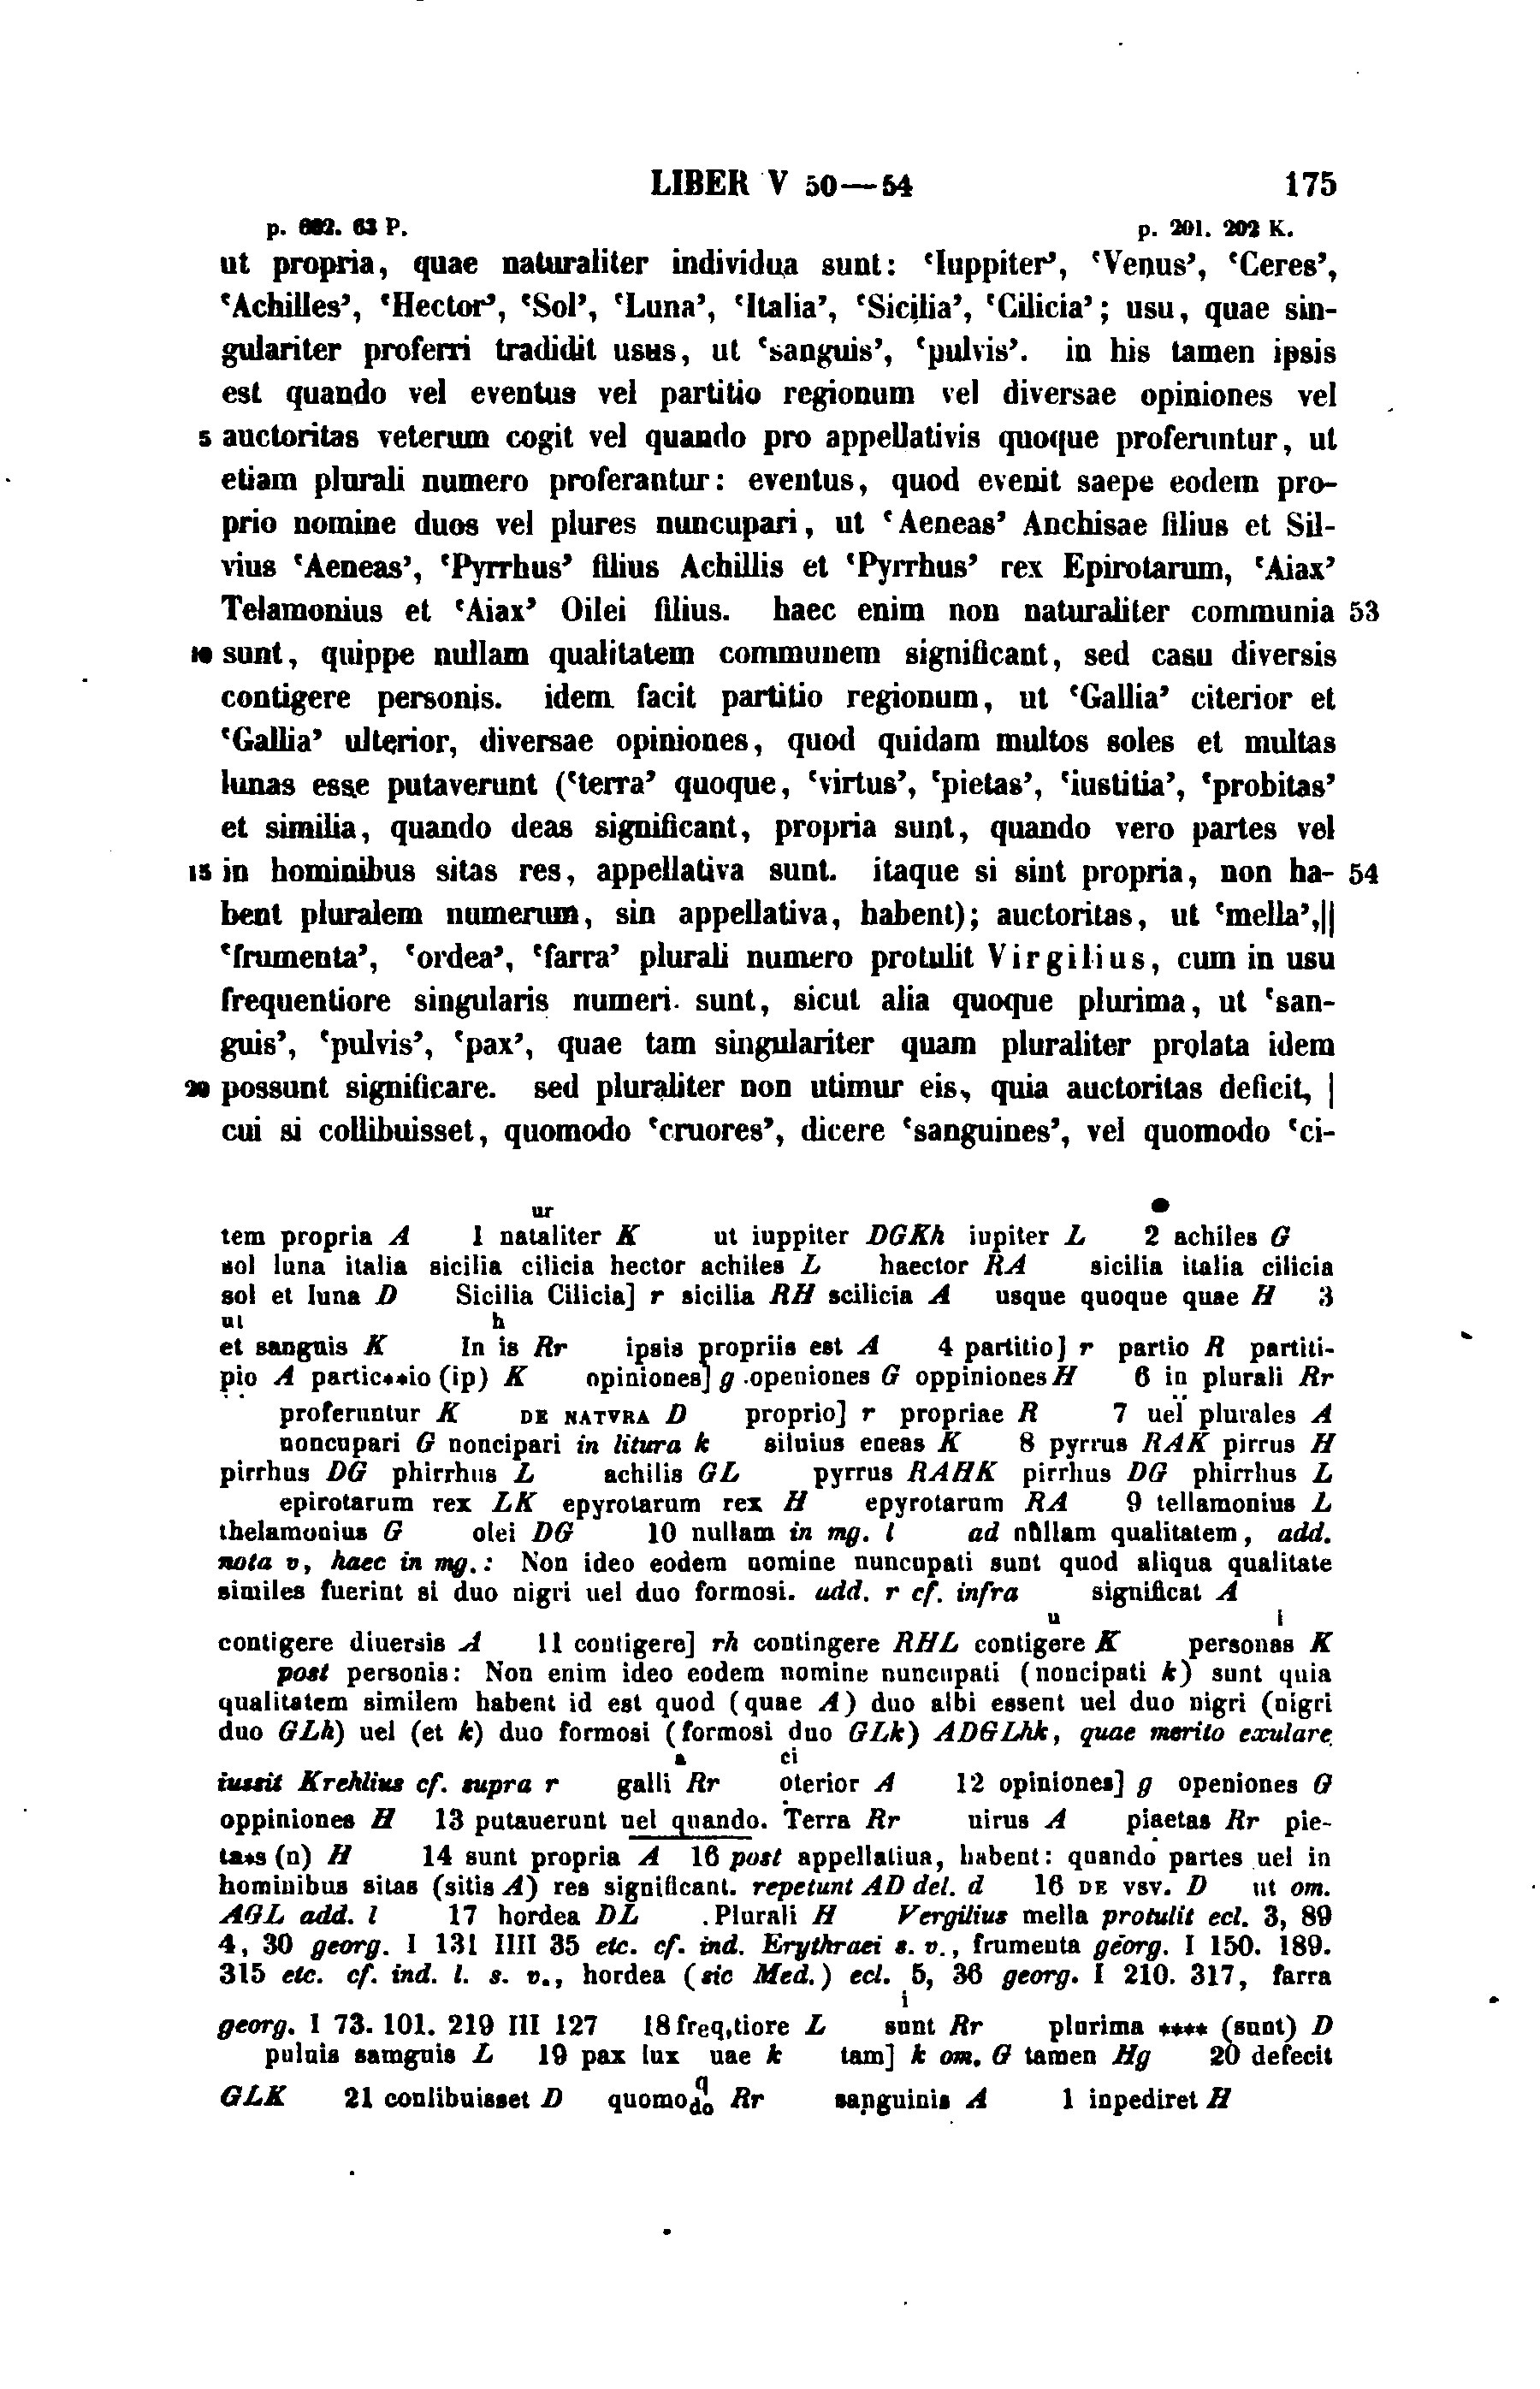 LIBER V 50—54 175
p. 662. 63 P. p. 201. 202 K.
ut propria, quae naturaliter individua sunt: 'Iuppiter', 'Venus', 'Ceres',
'Achilles', 'Hector', 'Sol', 'Luna', 'Italia', 'Sicilia', 'Cilicia'; usu, quae sin-
gulariter proferri tradidit usus, ut 'sanguis', 'pulvis'. in his tamen ipsis
est quando vel eventus vel partitio regionum vel diversae opiniones vel
5 auctoritas veterum cogit vel quando pro appellativis quoque proferuntur, ut
etiam plurali numero proferantur: eventus, quod evenit saepe eodem pro-
prio nomine duos vel plures nuncupari, ut 'Aeneas' Anchisae filius et Sil-
vius 'Aeneas', 'Pyrrhus' filius Achillis et 'Pyrrhus' rex Epirotarum, 'Aiax'
Telamonius et 'Aiax' Oilei filius. haec enim non naturaliter communia 53
10 sunt, quippe nullam qualitatem communem significant, sed casu diversis
contigere personis. idem facit partitio regionum, ut 'Gallia' citerior et
'Gallia' ulterior, diversae opiniones, quod quidam multos soles et multas
lunas esse putaverunt ('terra' quoque, 'virtus', 'pietas', 'iustitia', 'probitas'
et similia, quando deas significant, propria sunt, quando vero partes vel
15 in hominibus sitas res, appellativa sunt. itaque si sint propria, non ha- 54
bent pluralem numerum, sin appellativa, habent); auctoritas, ut 'mella',||
'frumenta', 'ordea', 'farra' plurali numero protulit Virgilius, cum in usu
frequentiore singularis numeri sunt, sicut alia quoque plurima, ut 'san-
guis', 'pulvis', 'pax', quae tam singulariter quam pluraliter prolata idem
20 possunt significare. sed pluraliter non utimur eis, quia auctoritas deficit, |
cui si collibuisset, quomodo 'cruores', dicere 'sanguines', vel quomodo 'ci-
ur
tem propria A 1 nataliter K ut iuppiter DGKh iupiter L 2 achiles G
sol luna italia sicilia cilicia hector achiles L haector RA sicilia italia cilicia
sol et luna D Sicilia Cilicia] r sicilia RH scilicia A usque quoque quae H 3
ut h
et sanguis K In is Rr ipsis propriis est A 4 partitio] r partio R partiti-
pio A partic**io (ip) K opiniones] g openiones G oppiniones H 6 in plurali Rr
proferuntur K DE NATVRA D proprio] r propriae R 7 uel plurales A
noncupari G noncipari in litura k siluius eneas K 8 pyrrus RAK pirrus H
pirrhus DG phirrhus L achilis GL pyrrus RAHK pirrhus DG phirrhus L
epirotarum rex LK epyrotarum rex H epyrotarum RA 9 tellamonius L
thelamonius G olei DG 10 nullam in mg. l ad nullam qualitatem, add.
nota v, haec in mg.: Non ideo eodem nomine nuncupati sunt quod aliqua qualitate
similes fuerint si duo nigri uel duo formosi. add. r cf. infra significat A
u i
contigere diuersis A 11 contigere] rh contingere RHL contigere K personas K
post personis: Non enim ideo eodem nomine nuncupati (noncipati k) sunt quia
qualitatem similem habent id est quod (quae A) duo albi essent uel duo nigri (nigri
duo GLh) uel (et k) duo formosi (formosi duo GLk) ADGLhk, quae merito exulare
a ci
iussit Krehlius cf. supra r galli Rr oterior A 12 opiniones] g openiones G
oppiniones H 13 putauerunt uel quando. Terra Rr uirus A piaetas Rr pie-
ta*s (n) H 14 sunt propria A 16 post appellatiua, habent: quando partes uel in
hominibus sitas (sitis A) res significant. repetunt AD del. d 16 DE VSV. D ut om.
AGL add. l 17 hordea DL .Plurali H Vergilius mella protulit ecl. 3, 89
4, 30 georg. I 131 IIII 35 etc. cf. ind. Erythraei s. v., frumenta georg. I 150. 189.
315 etc. cf. ind. l. s. v., hordea (sic Med.) ecl. 5, 36 georg. I 210. 317, farra
i
georg. I 73. 101. 219 III 127 18 freq,tiore L sunt Rr plurima **** (sunt) D
puluis samguis L 19 pax lux uae k tam] k om. G tamen Hg 20 defecit
q
GLK 21 conlibuisset D quomodo Rr sanguinis A 1 inpediret H